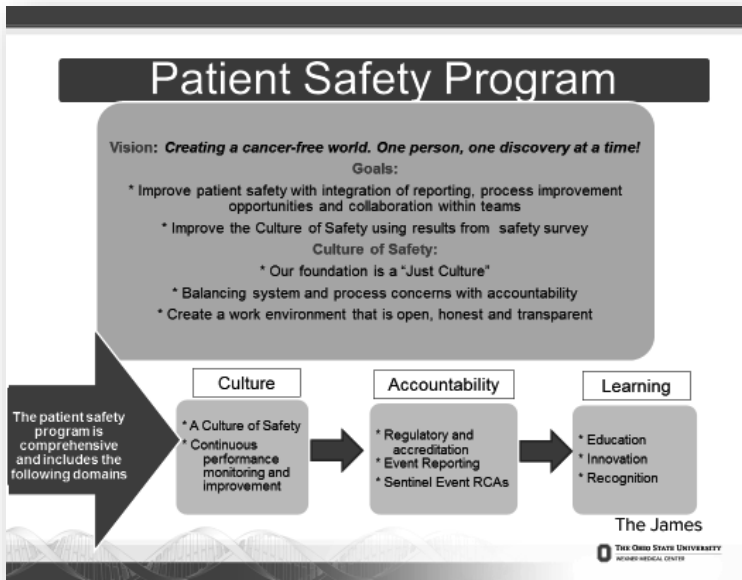 Patient Safety Program
Vision: Creating a cancer-free world. One person, one discovery at a time!
Goals:
* Improve patient safety with integration of reporting, process improvement
opportunities and collaboration within teams
* Improve the Culture of Safety using results from safety survey
Culture of Safety:
* Our foundation is a “Just Culture”
* Balancing system and process concerns with accountability
* Create a work environment that is open, honest and transparent
The patient safety
program is
comprehensive
and includes the
following domains
Culture
* A Culture of Safety
* Continuous
performance
monitoring and
improvement
Accountability
* Regulatory and
accreditation
* Event Reporting
* Sentinel Event RCAs
Learning
* Education
* Innovation
* Recognition
The James
THE OHIO STATE UNIVERSITY
WEXNER MEDICAL CENTER